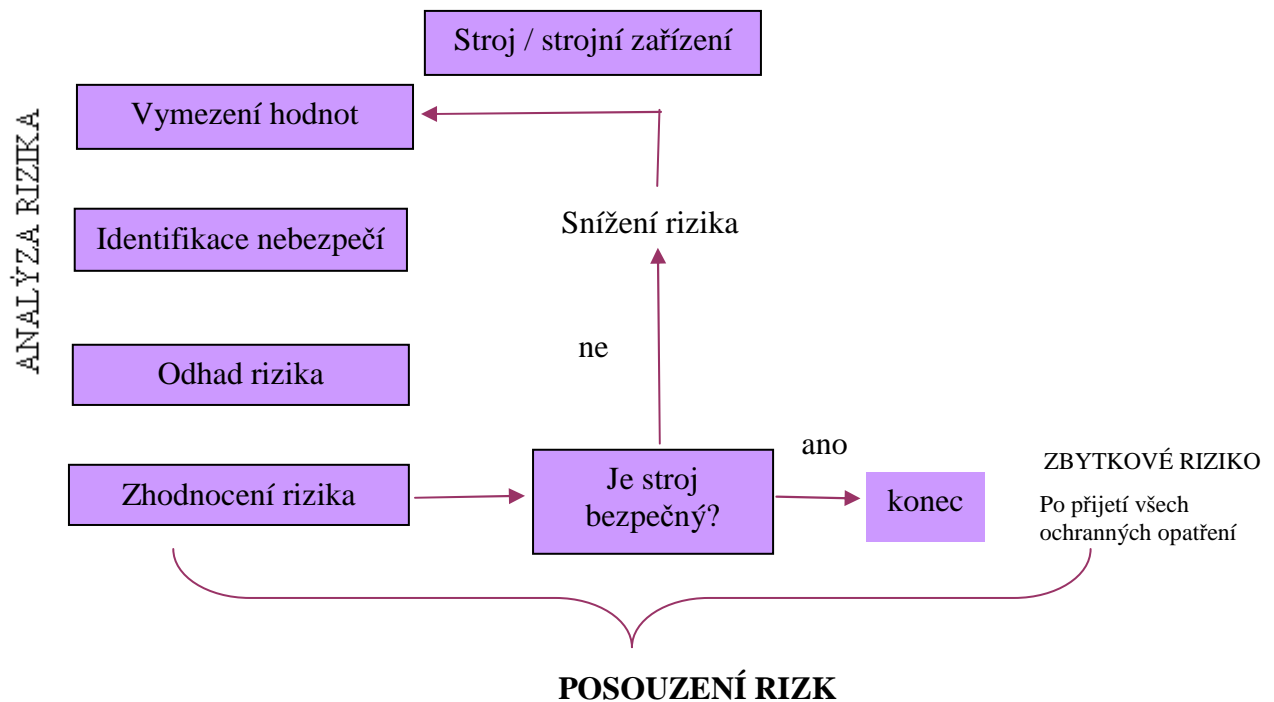 Stroj / strojní zařízení
ANALÝZA RIZIKA
Vymezení hodnot
Identifikace nebezpečí
Snížení rizika
ne
Odhad rizika
Zhodnocení rizika
Je stroj
bezpečný?
ano
konec
ZBYTKOVÉ RIZIKO
Po přijetí všech
ochranných opatření
POSOUZENÍ RIZK